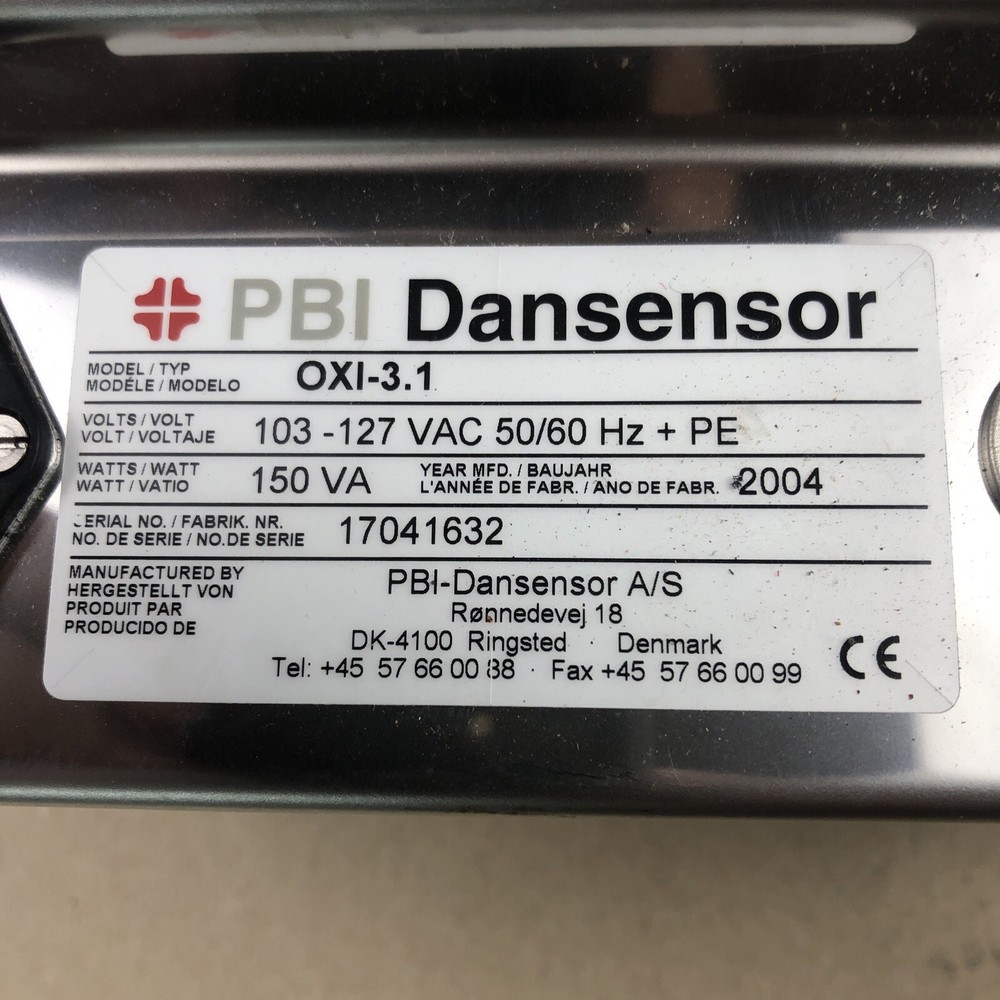 PBI Dansensor
MODEL / TYP
MODÉLE / MODELO
OXI-3.1
VOLTS / VOLT
VOLT / VOLTAJE
103 -127 VAC 50/60 Hz + PE
WATTS / WATT
WATT / VATIO
150 VA
YEAR MFD. / BAUJAHR
L'ANNÉE DE FABR. / ANO DE FABR.
2004
SERIAL NO. / FABRIK. NR.
NO. DE SERIE / NO.DE SERIE
17041632
MANUFACTURED BY
HERGESTELLT VON
PRODUIT PAR
PRODUCIDO DE
PBI-Dansensor A/S
Rønnedevej 18
DK-4100 Ringsted · Denmark
Tel: +45 57 66 00 88 · Fax +45 57 66 00 99
CE